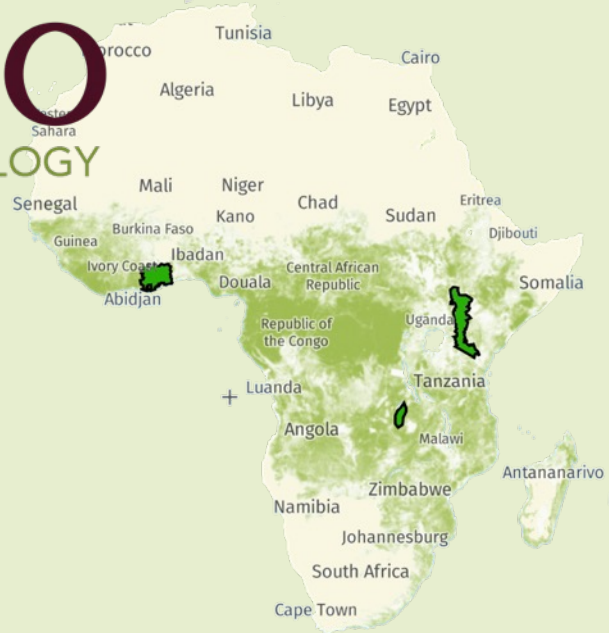 O
LOGY
Tunisia
orocco
Cairo
Algeria
Libya
Egypt
Sahara
Mali
Niger
Chad
Senegal
Kano
Sudan
Eritrea
Burkina Faso
Djibouti
Guinea
Ibadan
Ivory Coast
Douala
Central African
Republic
Somalia
Abidjan
Republic of
the Congo
Uganda
Luanda
Tanzania
Angola
Malawi
Antananarivo
Zimbabwe
Namibia
Johannesburg
South Africa
Cape Town